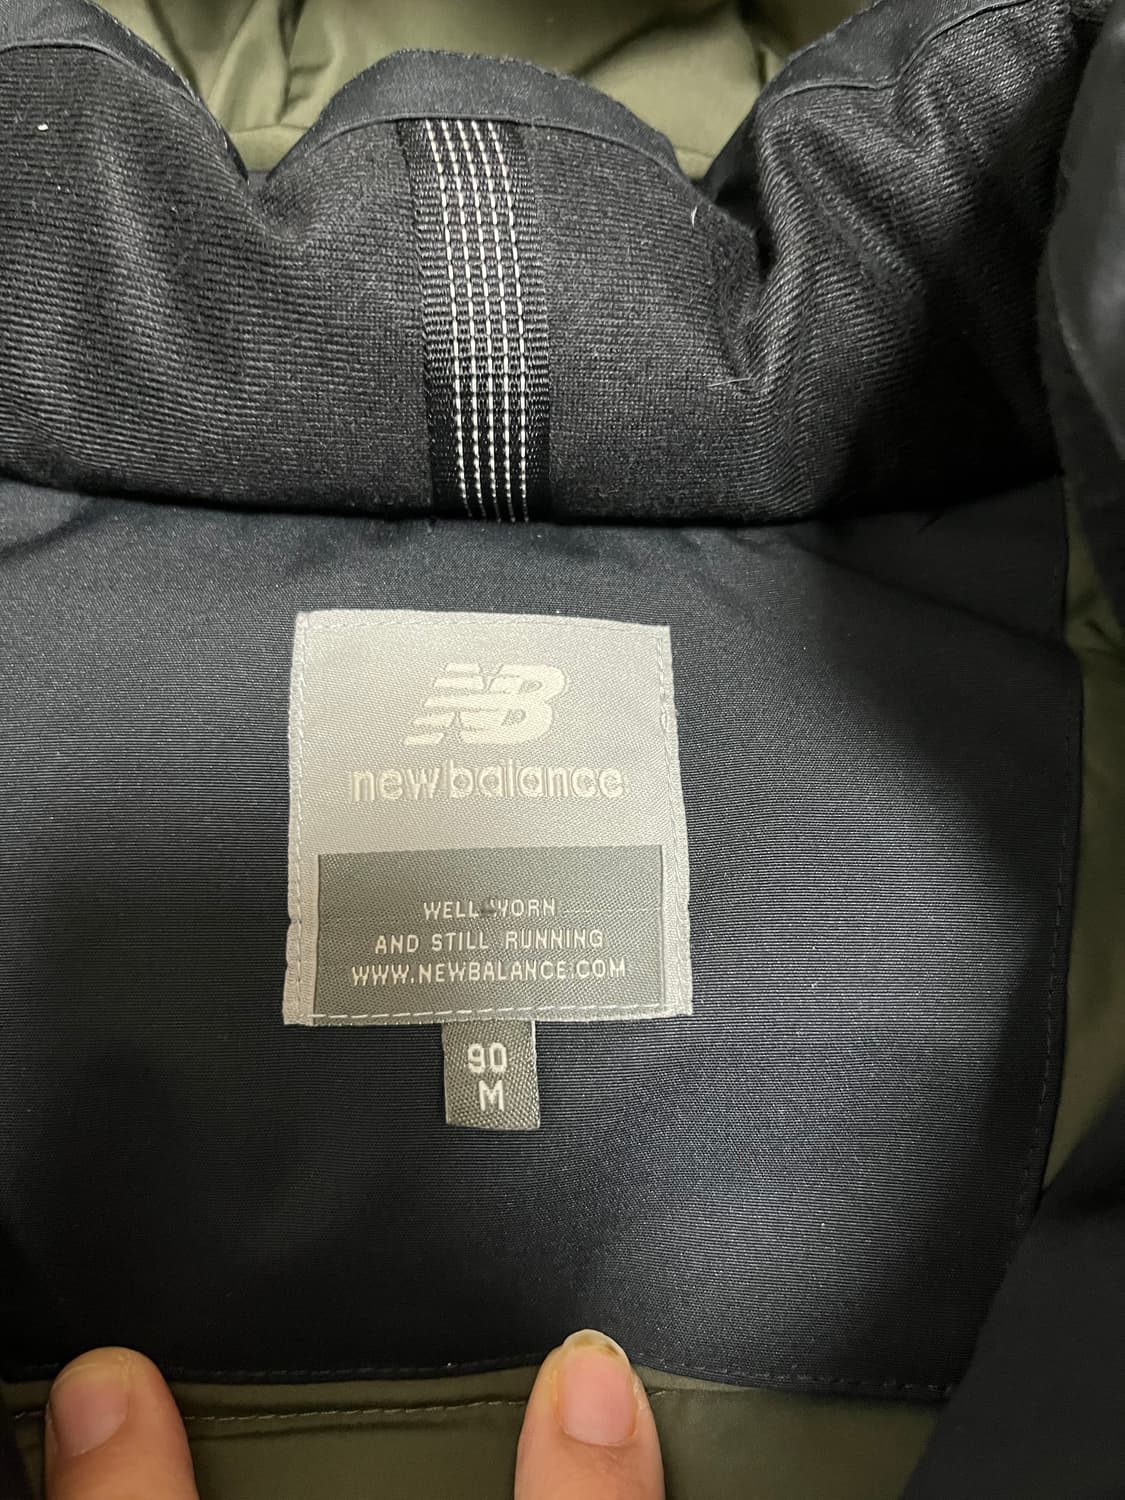 NB
new balance
WELL WORN
AND STILL RUNNING
WWW.NEWBALANCE.COM
90
M